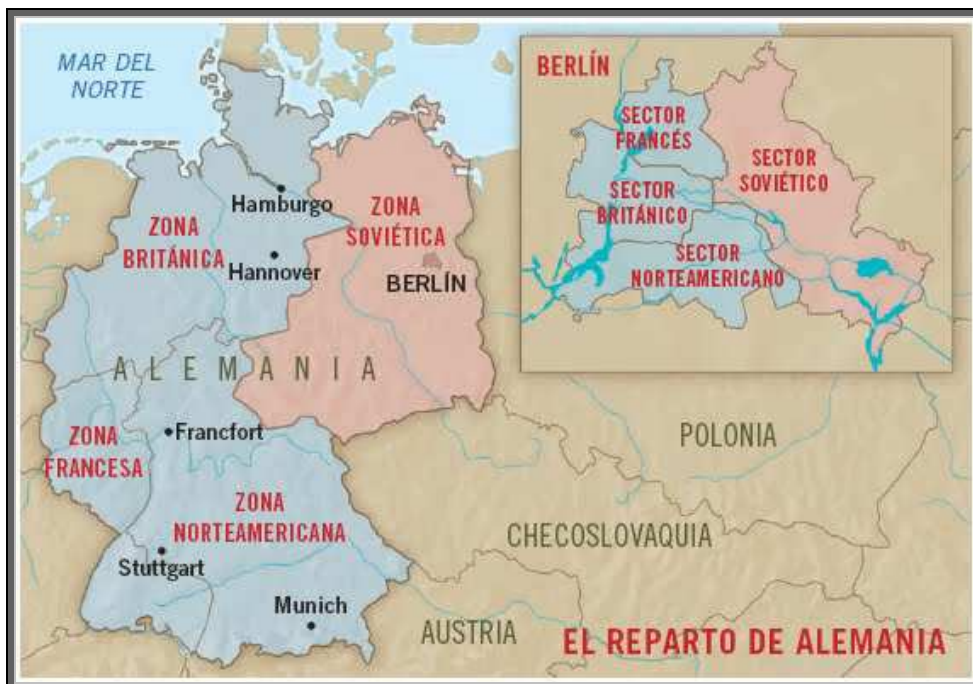 MAR DEL
NORTE
BERLÍN
SECTOR
FRANCÉS
SECTOR
SOVIÉTICO
SECTOR
BRITÁNICO
SECTOR
NORTEAMERICANO
Hamburgo
ZONA
BRITÁNICA
ZONA
SOVIÉTICA
Hannover
BERLÍN
ALEMANIA
Francfort
ZONA
FRANCESA
POLONIA
ZONA
NORTEAMERICANA
CHECOSLOVAQUIA
Stuttgart
Munich
AUSTRIA
EL REPARTO DE ALEMANIA